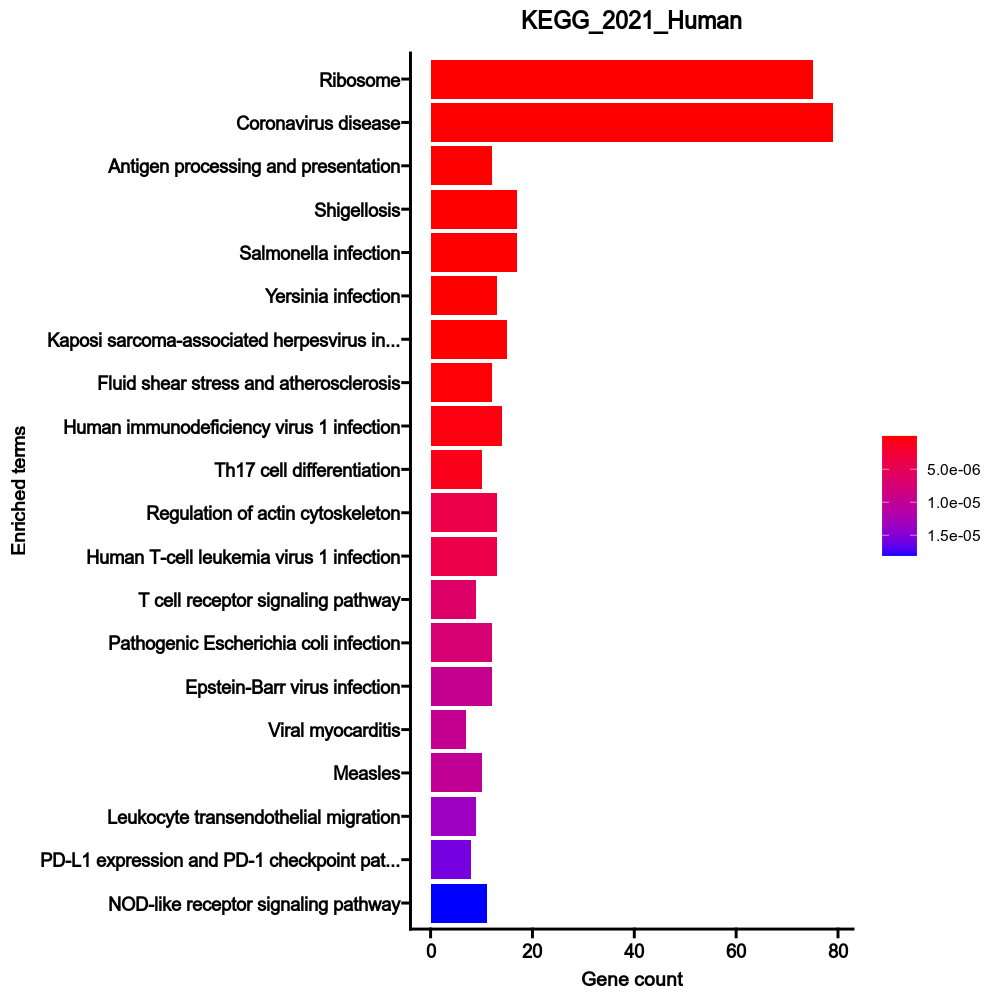 KEGG_2021_Human
Ribosome
Coronavirus disease
Antigen processing and presentation
Shigellosis
Salmonella infection
Yersinia infection
Kaposi sarcoma-associated herpesvirus in...
Fluid shear stress and atherosclerosis
Human immunodeficiency virus 1 infection
Th17 cell differentiation
Regulation of actin cytoskeleton
Human T-cell leukemia virus 1 infection
T cell receptor signaling pathway
Pathogenic Escherichia coli infection
Epstein-Barr virus infection
Viral myocarditis
Measles
Leukocyte transendothelial migration
PD-L1 expression and PD-1 checkpoint pat...
NOD-like receptor signaling pathway
Enriched terms
0 20 40 60 80
Gene count
5.0e-06
1.0e-05
1.5e-05